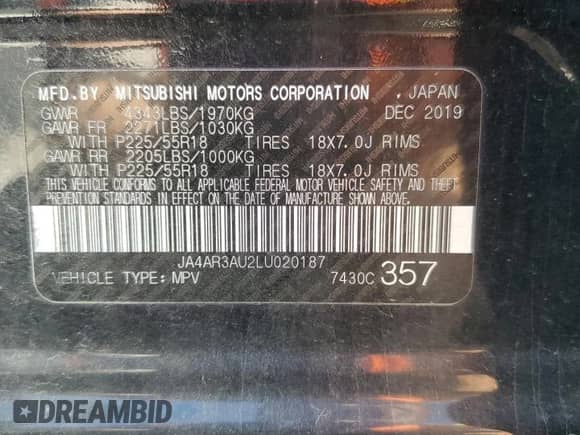 MFD.BY MITSUBISHI MOTORS CORPORATION , JAPAN
GVWR 4343LBS/1970KG DEC 2019
GAWR FR 2271LBS/1030KG
WITH P225/55R18 TIRES 18X7.0J RIMS
GAWR RR 2205LBS/1000KG
WITH P225/55R18 TIRES 18X7.0J RIMS
THIS VEHICLE CONFORMS TO ALL APPLICABLE FEDERAL MOTOR VEHICLE SAFETY AND THEFT
PREVENTION STANDARDS IN EFFECT ON THE DATE OF MANUFACTURE SHOWN ABOVE.
JA4AR3AU2LU020187
VEHICLE TYPE: MPV 7430C 357
DREAMBID